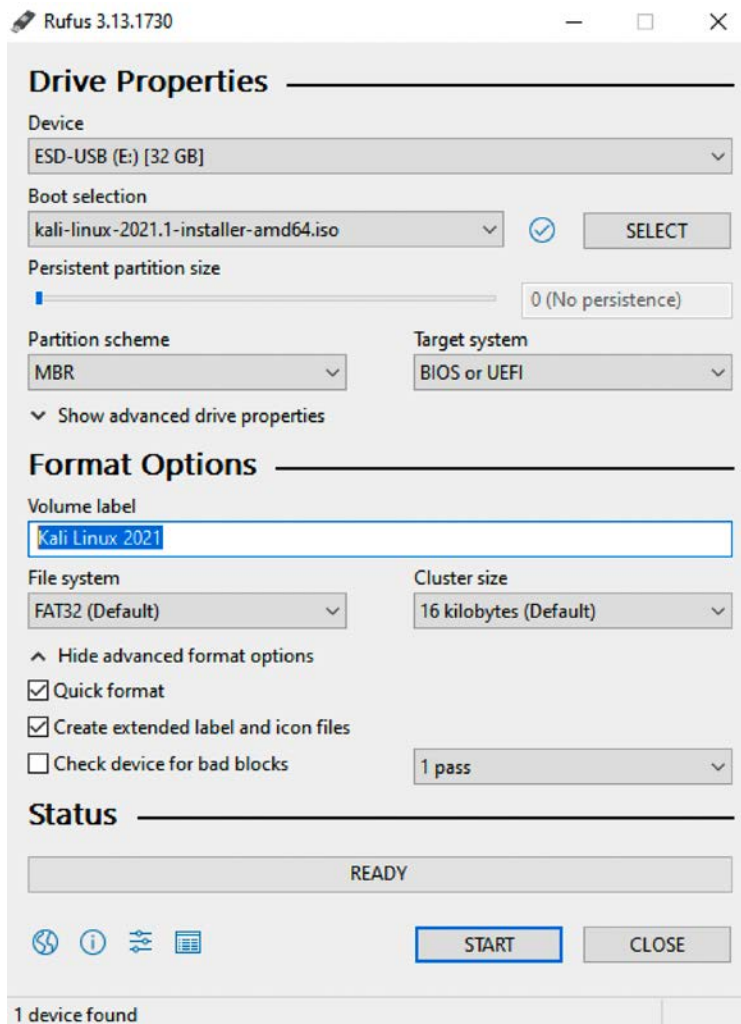 Rufus 3.13.1730
Drive Properties
Device
ESD-USB (E:) [32 GB]
Boot selection
kali-linux-2021.1-installer-amd64.iso
SELECT
Persistent partition size
0 (No persistence)
Partition scheme
Target system
MBR
BIOS or UEFI
Show advanced drive properties
Format Options
Volume label
Kali Linux 2021
File system
Cluster size
FAT32 (Default)
16 kilobytes (Default)
Hide advanced format options
Quick format
Create extended label and icon files
Check device for bad blocks
1 pass
Status
READY
START
CLOSE
1 device found